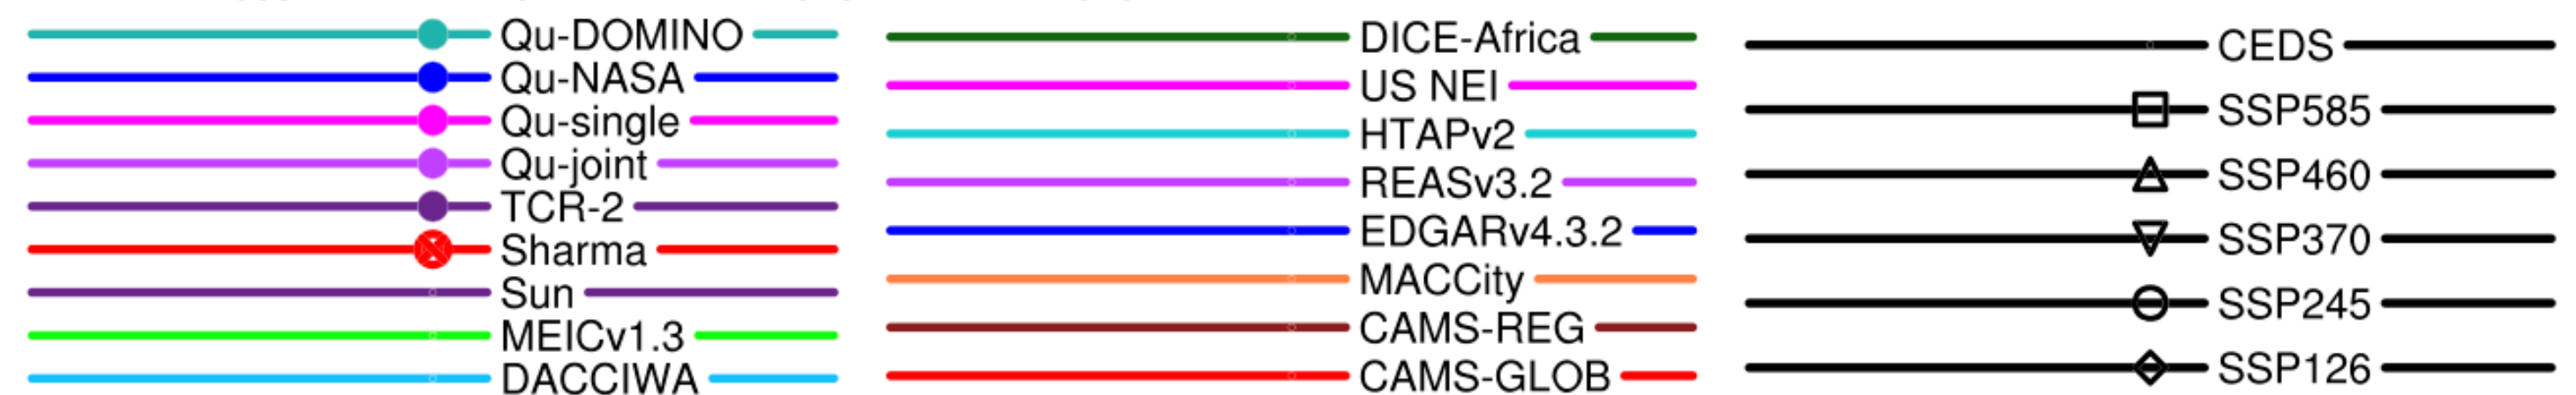 Qu-DOMINO
Qu-NASA
Qu-single
Qu-joint
TCR-2
Sharma
Sun
MEICv1.3
DACCIWA
DICE-Africa
US NEI
HTAPv2
REASv3.2
EDGARv4.3.2
MACCity
CAMS-REG
CAMS-GLOB
CEDS
SSP585
SSP460
SSP370
SSP245
SSP126